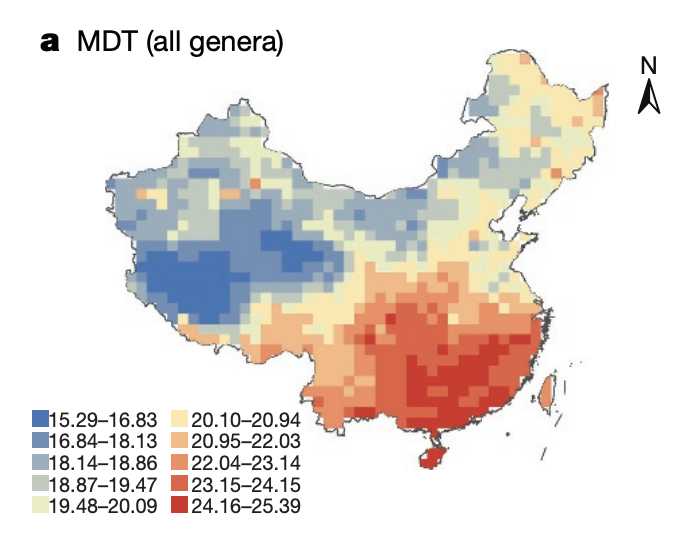 a MDT (all genera)
N
15.29–16.83 20.10–20.94
16.84–18.13 20.95–22.03
18.14–18.86 22.04–23.14
18.87–19.47 23.15–24.15
19.48–20.09 24.16–25.39